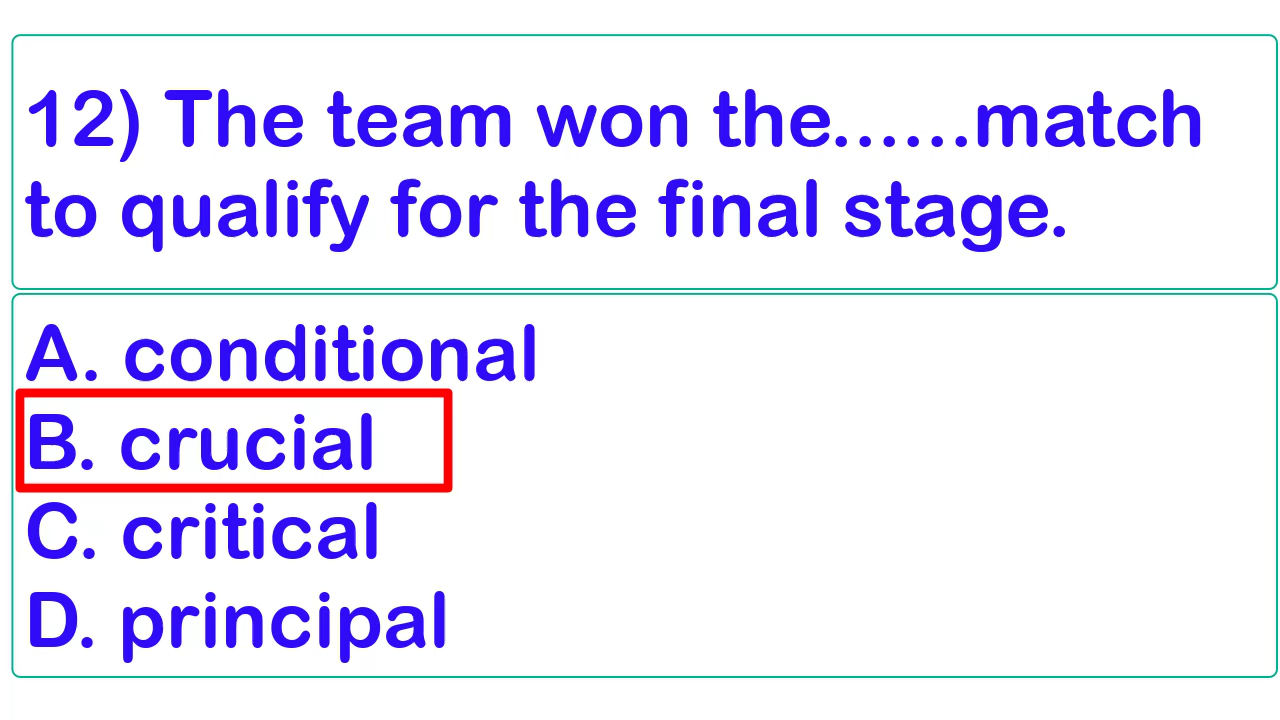 12) The team won the......match
to qualify for the final stage.
A. conditional
B. crucial
C. critical
D. principal